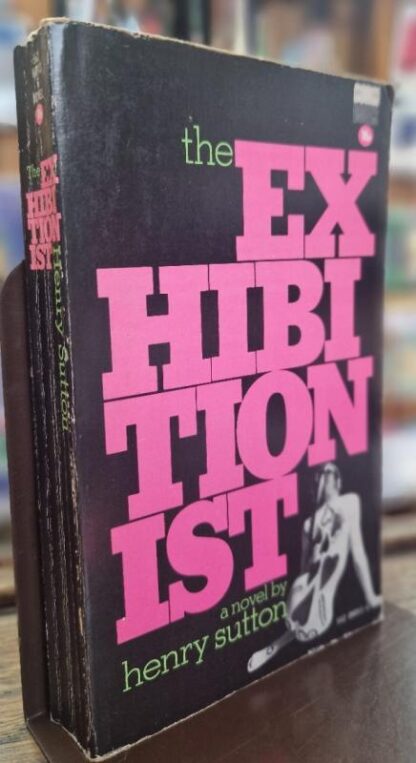 the EX
HIBI
TION
IST
a novel by
henry sutton
The EX
HIBI
TION
IST
Henry Sutton